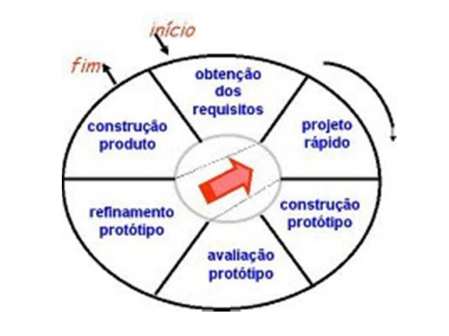 início
fim
obtenção
dos
requisitos
projeto
rápido
construção
protótipo
avaliação
protótipo
refinamento
protótipo
construção
produto